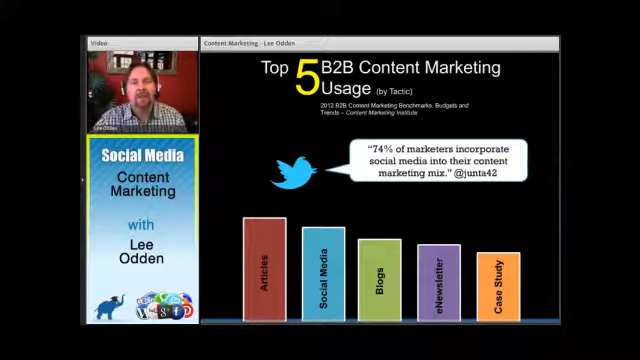 Video
Content Marketing - Lee Odden
Lee Odden
Top 5 B2B Content Marketing
Usage (by Tactic)
2012 B2B Content Marketing Benchmarks, Budgets and
Trends – Content Marketing Institute
"74% of marketers incorporate
social media into their content
marketing mix." @junta42
Social Media
Content
Marketing
with
Lee
Odden
Articles
Social Media
Blogs
eNewsletter
Case Study